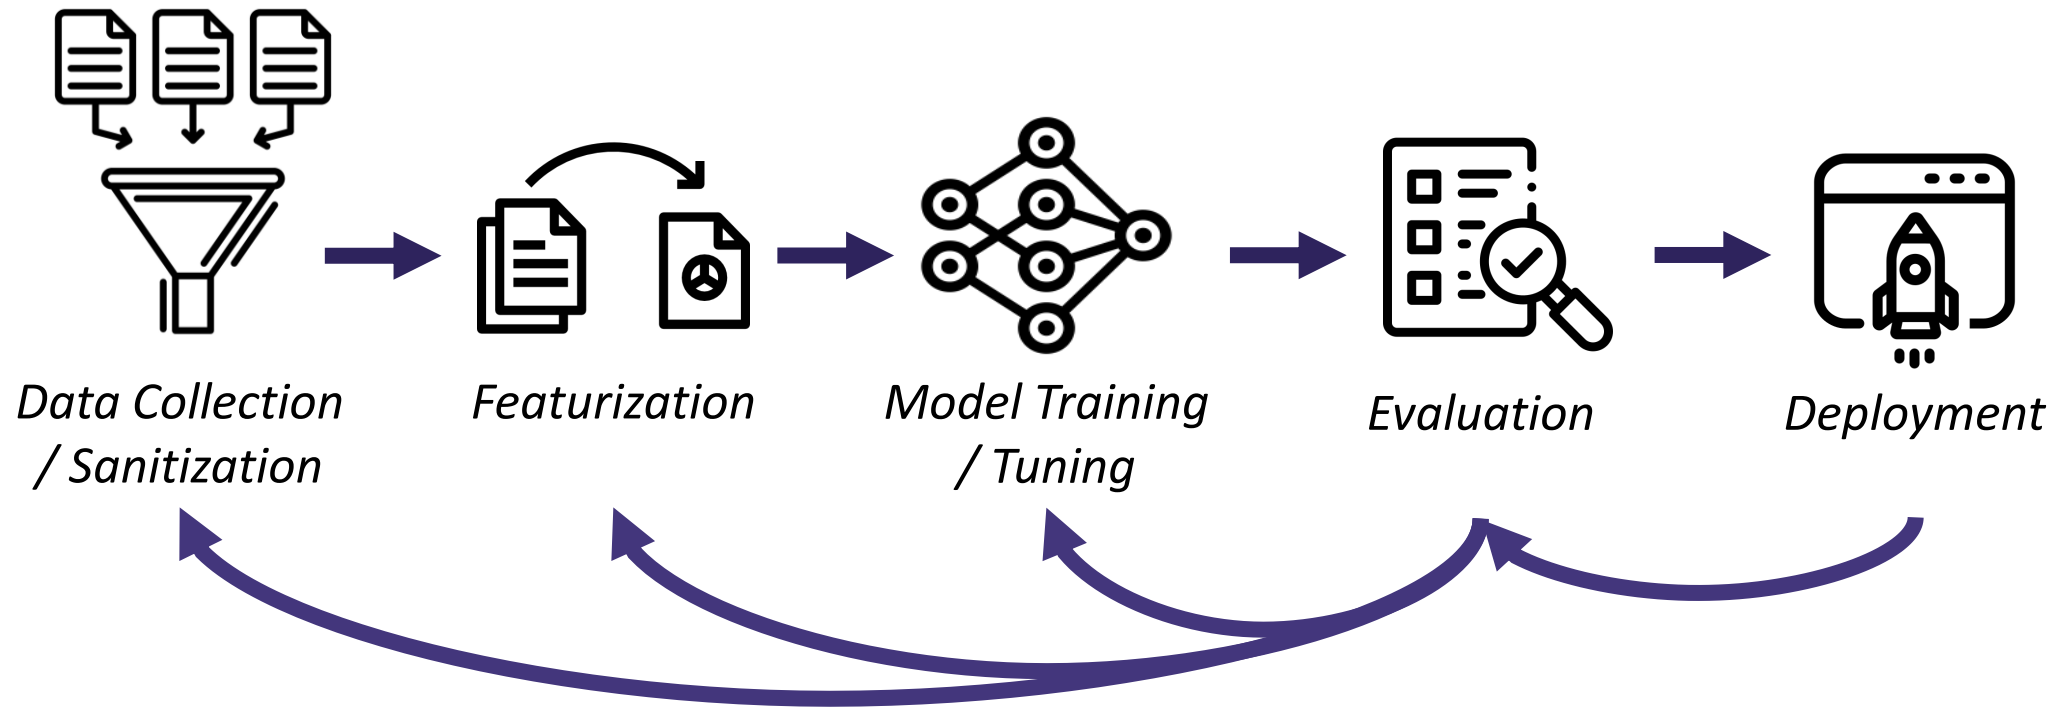 Data Collection
/ Sanitization
Featurization
Model Training
/ Tuning
Evaluation
Deployment